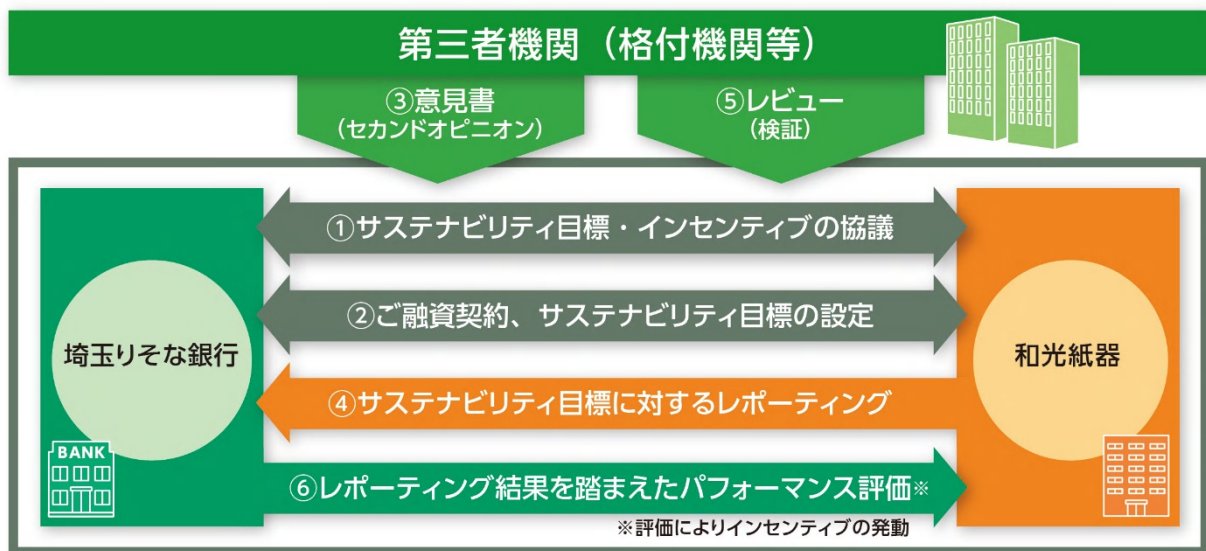 第三者機関（格付機関等）
③意見書
（セカンドオピニオン）
⑤レビュー
（検証）
①サステナビリティ目標・インセンティブの協議
②ご融資契約、サステナビリティ目標の設定
埼玉りそな銀行
和光紙器
④サステナビリティ目標に対するレポーティング
BANK
⑥レポーティング結果を踏まえたパフォーマンス評価※
※評価によりインセンティブの発動